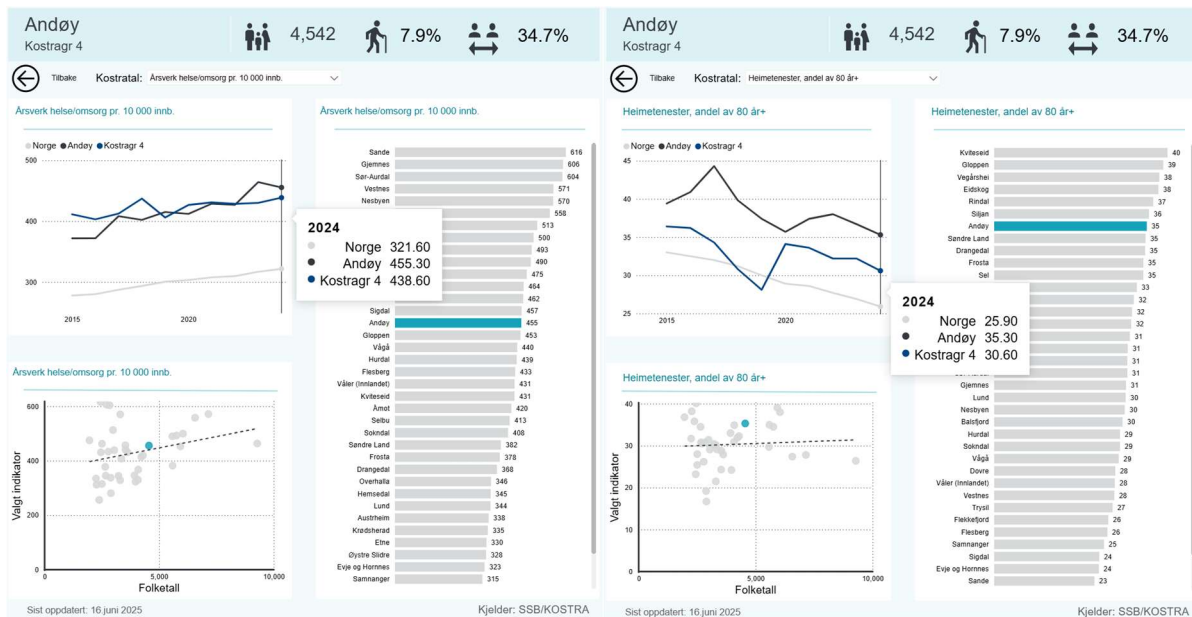 Andøy
Kostragr 4
4,542
7.9%
34.7%
Tilbake
Kostratal: Årsverk helse/omsorg pr. 10 000 innb.
Årsverk helse/omsorg pr. 10 000 innb.
Norge Andøy Kostragr 4
500
400
300
2015 2020
2024
Norge 321.60
Andøy 455.30
Kostragr 4 438.60
Årsverk helse/omsorg pr. 10 000 innb.
Sande 616
Gjemnes 606
Sør-Aurdal 604
Vestnes 571
Nesbyen 570
558
513
500
493
490
475
464
462
Sigdal 457
Andøy 455
Gloppen 453
Vågå 440
Hurdal 439
Flesberg 433
Våler (Innlandet) 431
Kviteseid 431
Åmot 420
Selbu 413
Sokndal 408
Søndre Land 382
Frosta 378
Drangedal 368
Overhalla 346
Hemsedal 345
Lund 344
Austrheim 338
Krødsherad 335
Etne 330
Øystre Slidre 328
Evje og Hornnes 323
Samnanger 315
Årsverk helse/omsorg pr. 10 000 innb.
Valgt indikator
600
400
200
0
0 5,000 10,000
Folketall
Sist oppdatert: 16.juni 2025
Kjelder: SSB/KOSTRA
Andøy
Kostragr 4
4,542
7.9%
34.7%
Tilbake
Kostratal: Heimetenester, andel av 80 år+
Heimetenester, andel av 80 år+
Norge Andøy Kostragr 4
45
40
35
30
25
2015 2020
2024
Norge 25.90
Andøy 35.30
Kostragr 4 30.60
Heimetenester, andel av 80 år+
Kviteseid 40
Gloppen 39
Vegårshei 38
Eidskog 38
Rindal 37
Siljan 36
Andøy 35
Søndre Land 35
Drangedal 35
Frosta 35
Sel 35
33
32
32
32
31
31
31
31
Gjemnes 31
Lund 30
Nesbyen 30
Balsfjord 30
Hurdal 29
Sokndal 29
Vågå 29
Dovre 28
Våler (Innlandet) 28
Vestnes 28
Trysil 27
Flekkefjord 26
Flesberg 26
Samnanger 25
Sigdal 24
Evje og Hornnes 24
Sande 23
Heimetenester, andel av 80 år+
Valgt indikator
40
30
20
10
0
0 5,000 10,000
Folketall
Sist oppdatert: 16.juni 2025
Kjelder: SSB/KOSTRA